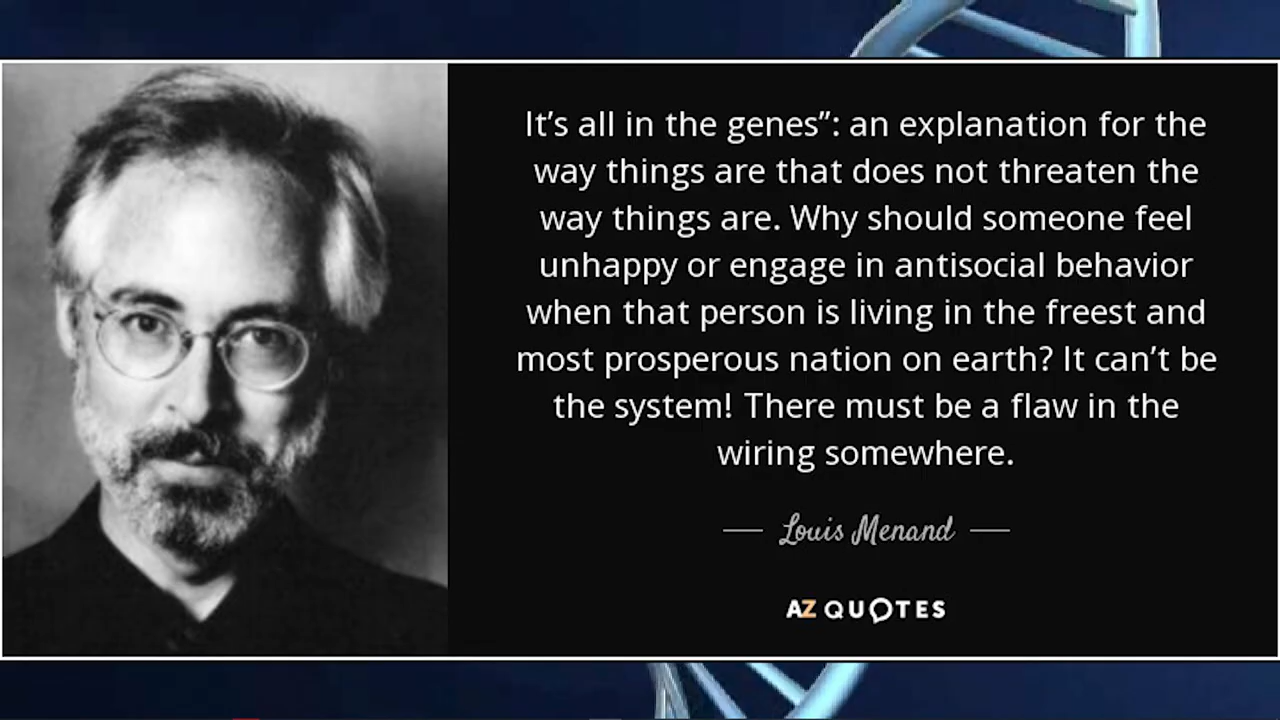 It’s all in the genes”: an explanation for the
way things are that does not threaten the
way things are. Why should someone feel
unhappy or engage in antisocial behavior
when that person is living in the freest and
most prosperous nation on earth? It can’t be
the system! There must be a flaw in the
wiring somewhere.
Louis Menand
AZ QUOTES